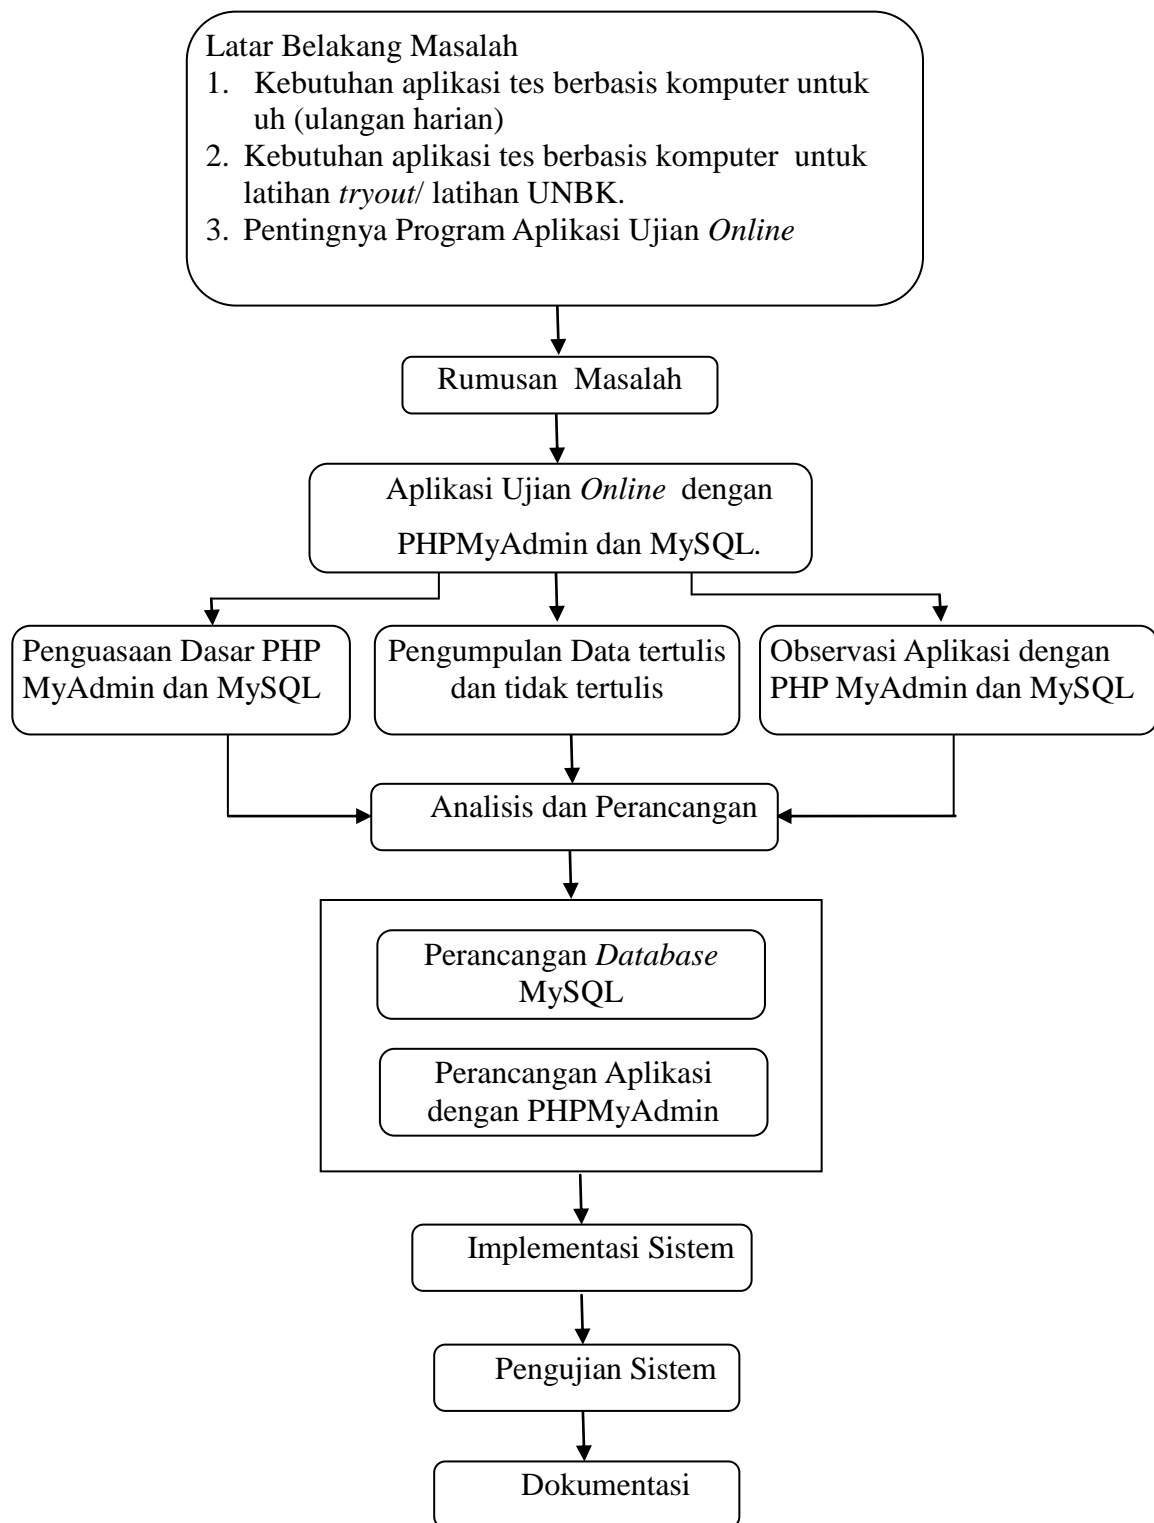 Latar Belakang Masalah
1. Kebutuhan aplikasi tes berbasis komputer untuk
uh (ulangan harian)
2. Kebutuhan aplikasi tes berbasis komputer untuk
latihan tryout/ latihan UNBK.
3. Pentingnya Program Aplikasi Ujian Online
Rumusan Masalah
Aplikasi Ujian Online dengan
PHPMyAdmin dan MySQL.
Penguasaan Dasar PHP
MyAdmin dan MySQL
Pengumpulan Data tertulis
dan tidak tertulis
Observasi Aplikasi dengan
PHP MyAdmin dan MySQL
Analisis dan Perancangan
Perancangan Database
MySQL
Perancangan Aplikasi
dengan PHPMyAdmin
Implementasi Sistem
Pengujian Sistem
Dokumentasi